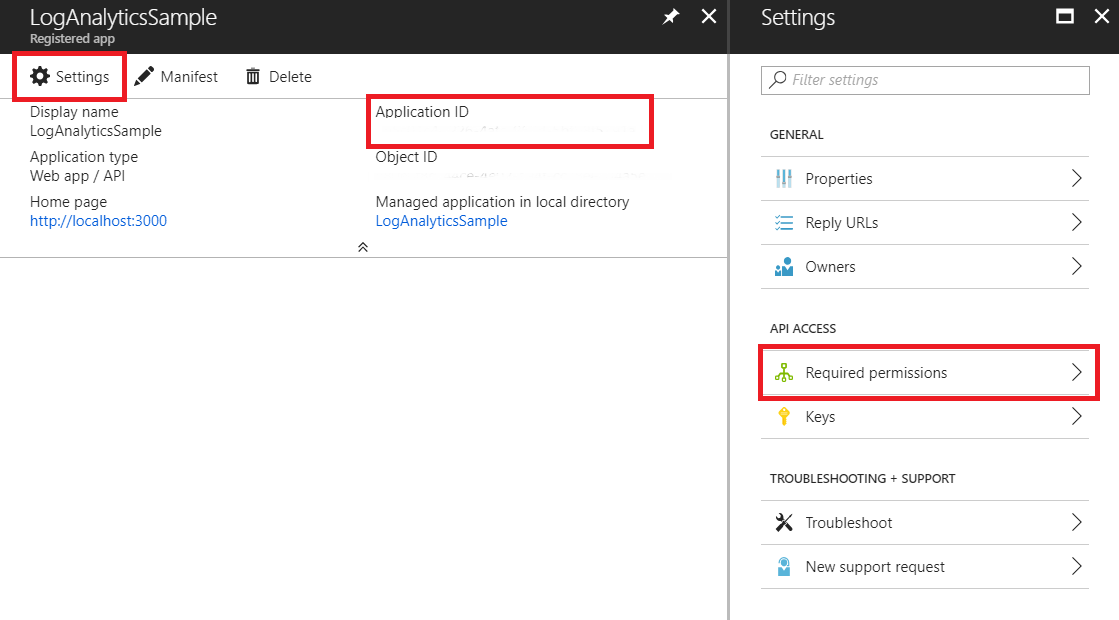 LogAnalyticsSample
Registered app
Settings
Manifest
Delete
Display name
LogAnalyticsSample
Application type
Web app / API
Home page
http://localhost:3000
Application ID
Object ID
Managed application in local directory
LogAnalyticsSample
Settings
Filter settings
GENERAL
Properties
Reply URLs
Owners
API ACCESS
Required permissions
Keys
TROUBLESHOOTING + SUPPORT
Troubleshoot
New support request